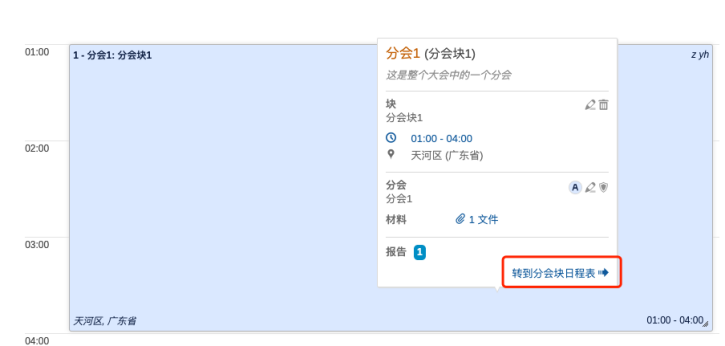 01:00
1 - 分会1: 分会块1
z yh
分会1 (分会块1)
这是整个大会中的一个分会
块
分会块1
01:00 - 04:00
天河区 (广东省)
02:00
分会
A
分会1
材料
1 文件
03:00
报告 1
转到分会块日程表
天河区, 广东省
01:00 - 04:00
04:00